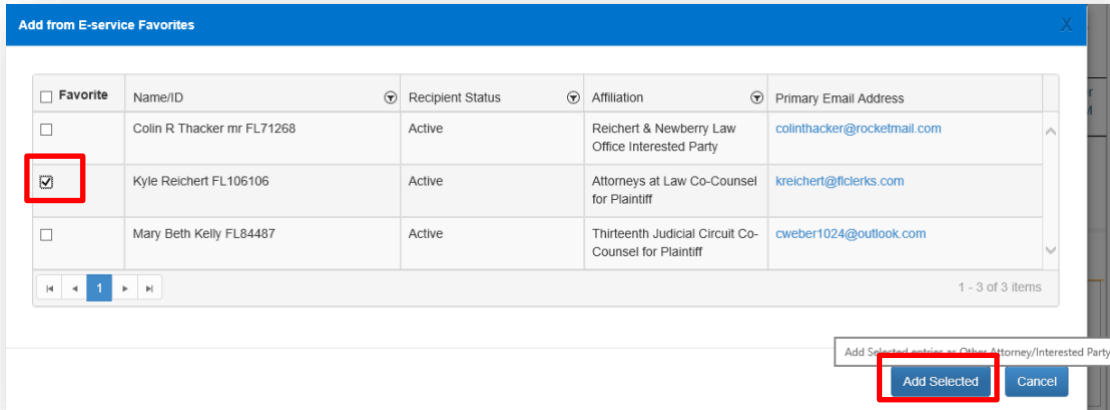 Add from E-service Favorites
X
Favorite Name/ID Recipient Status Affiliation Primary Email Address
Colin R Thacker mr FL71268 Active Reichert & Newberry Law colinthacker@rocketmail.com
Office Interested Party
Kyle Reichert FL106106 Active Attorneys at Law Co-Counsel kreichert@flclerks.com
for Plaintiff
Mary Beth Kelly FL84487 Active Thirteenth Judicial Circuit Co- cweber1024@outlook.com
Counsel for Plaintiff
1 1 - 3 of 3 items
Add Selected entries as Other Attorney/Interested Party
Add Selected Cancel